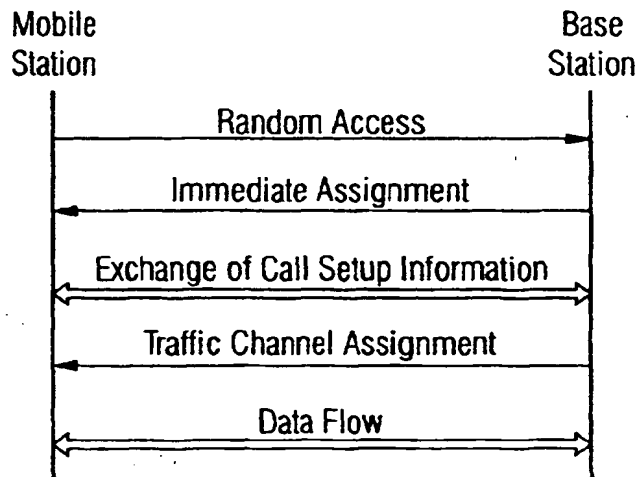 Mobile
Station
Base
Station
Random Access
Immediate Assignment
Exchange of Call Setup Information
Traffic Channel Assignment
Data Flow